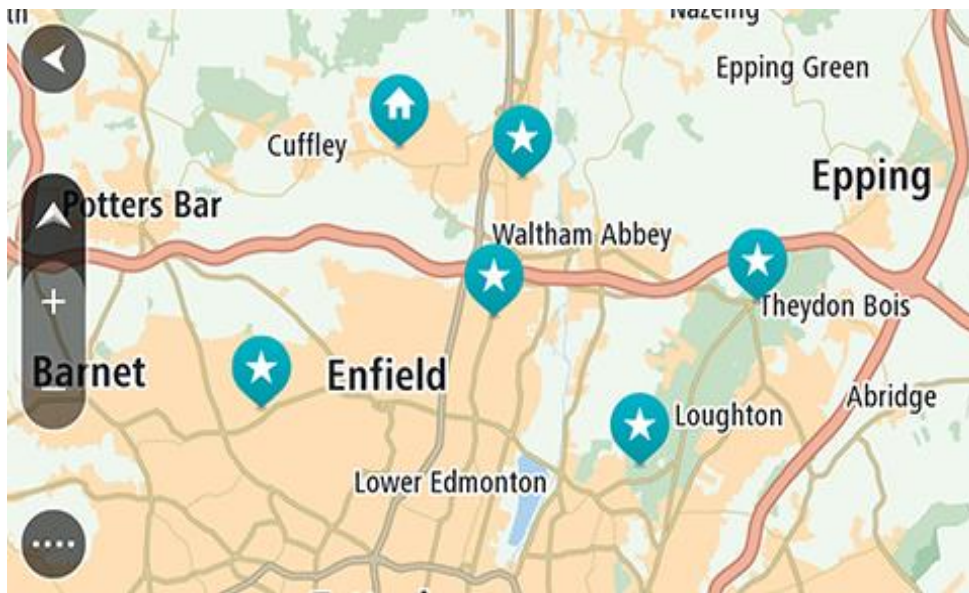 Nazeing
Epping Green
Cuffley
Epping
Potters Bar
Waltham Abbey
Theydon Bois
Barnet
Enfield
Abridge
Loughton
Lower Edmonton